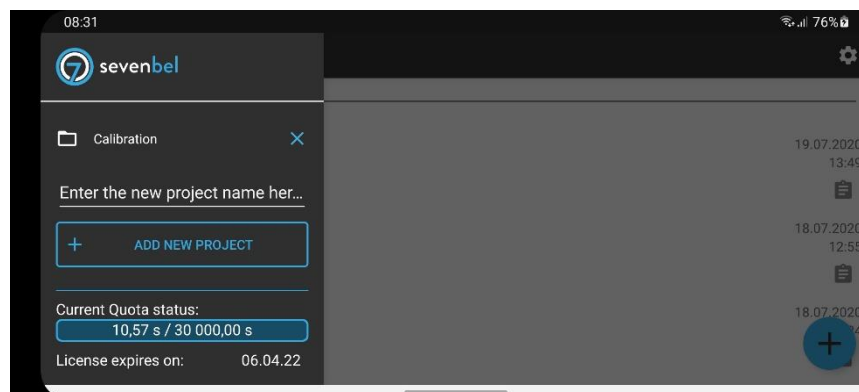 08:31
76%
sevenbel
Calibration
Enter the new project name her...
+ ADD NEW PROJECT
Current Quota status:
10,57 s / 30 000,00 s
License expires on: 06.04.22
19.07.2020
13:49
18.07.2020
12:55
18.07.2020